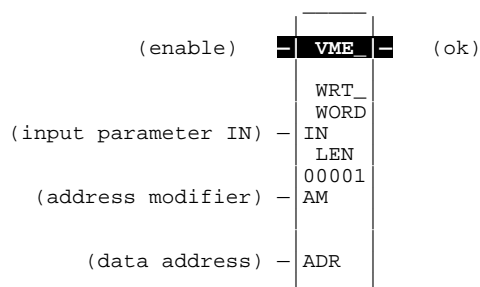 (enable) VME_ (ok)
WRT_
WORD
(input parameter IN) IN
LEN
00001
(address modifier) AM
(data address) ADR